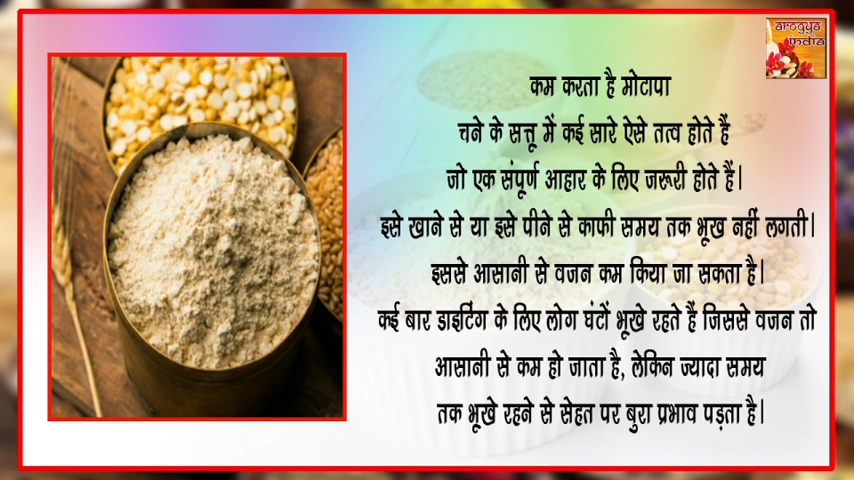 arogya
india
कम करता है मोटापा
चने के सत्तू में कई सारे ऐसे तत्व होते हैं
जो एक संपूर्ण आहार के लिए जरूरी होते हैं।
इसे खाने से या इसे पीने से काफी समय तक भूख नहीं लगती।
इससे आसानी से वजन कम किया जा सकता है।
कई बार डाइटिंग के लिए लोग घंटों भूखे रहते हैं जिससे वजन तो
आसानी से कम हो जाता है, लेकिन ज्यादा समय
तक भूखे रहने से सेहत पर बुरा प्रभाव पड़ता है।